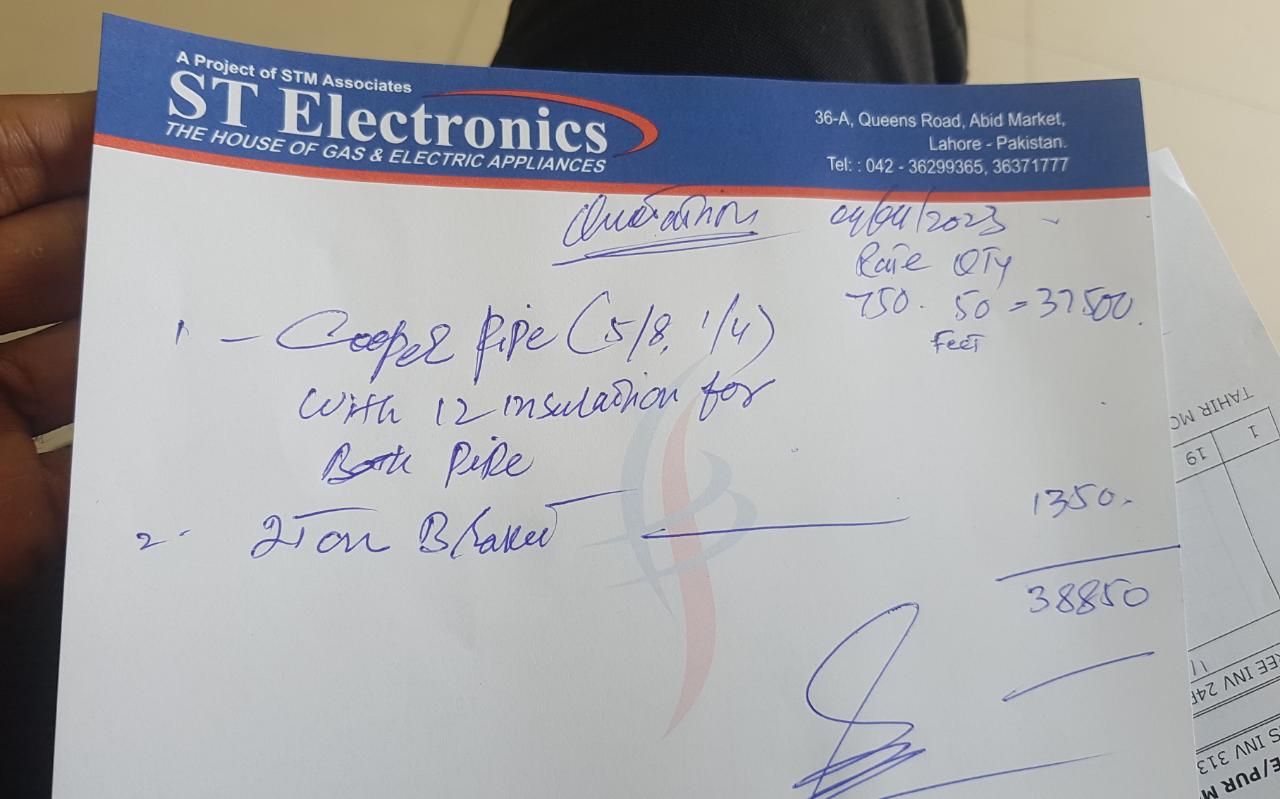 A Project of STM Associates
ST Electronics
THE HOUSE OF GAS & ELECTRIC APPLIANCES
36-A, Queens Road, Abid Market,
Lahore - Pakistan.
Tel: : 042 - 36299365, 36371777
Quotation 04/04/2023
Rate QTy
750. 50 = 37500.
Feet
1 - Cooper Pipe (5/8, 1/4)
With 12 insulation for
Both Pipe
2- 2Ton Braket 1350.
38850
TAHIR MC
1
19
REE INV 24F
S INV 313
E/PUR M